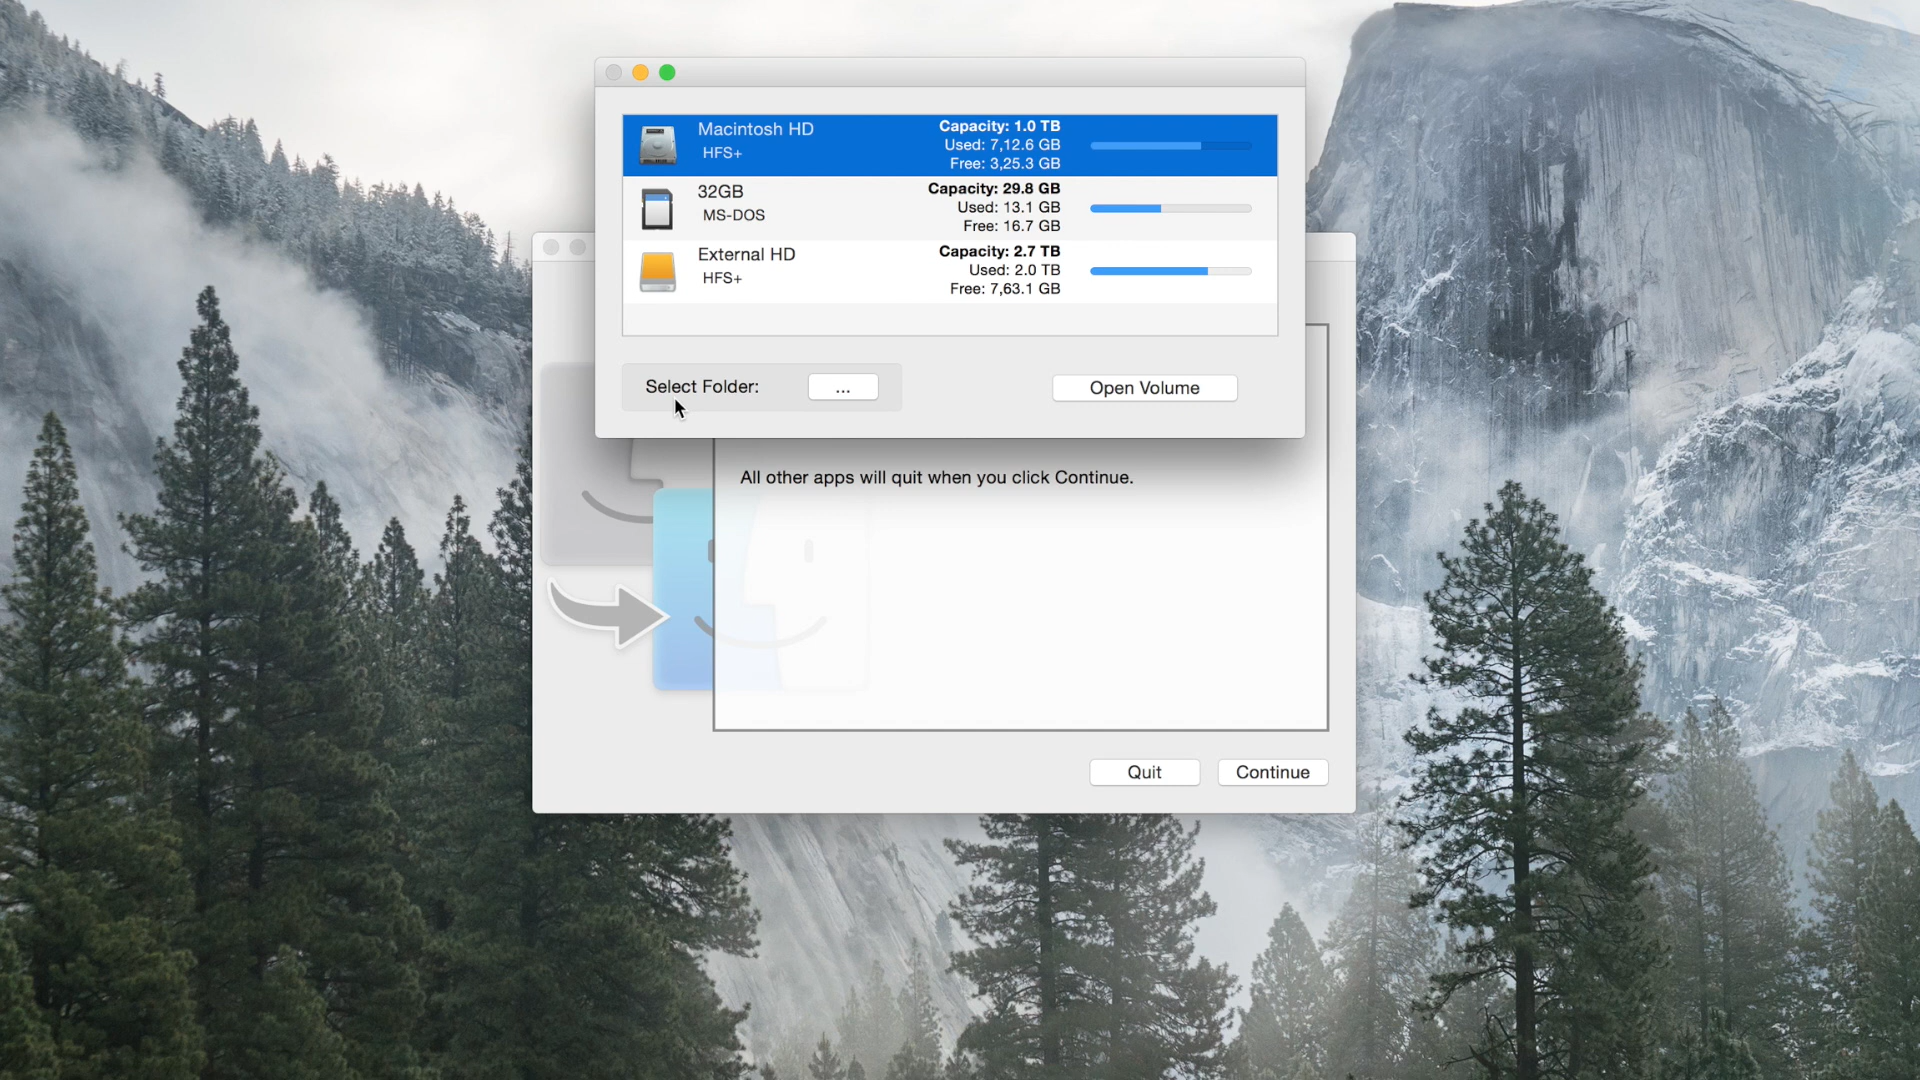 Macintosh HD
HFS+
Capacity: 1.0 TB
Used: 7,12.6 GB
Free: 3,25.3 GB
32GB
MS-DOS
Capacity: 29.8 GB
Used: 13.1 GB
Free: 16.7 GB
External HD
HFS+
Capacity: 2.7 TB
Used: 2.0 TB
Free: 7,63.1 GB
Select Folder:
...
Open Volume
All other apps will quit when you click Continue.
Quit
Continue